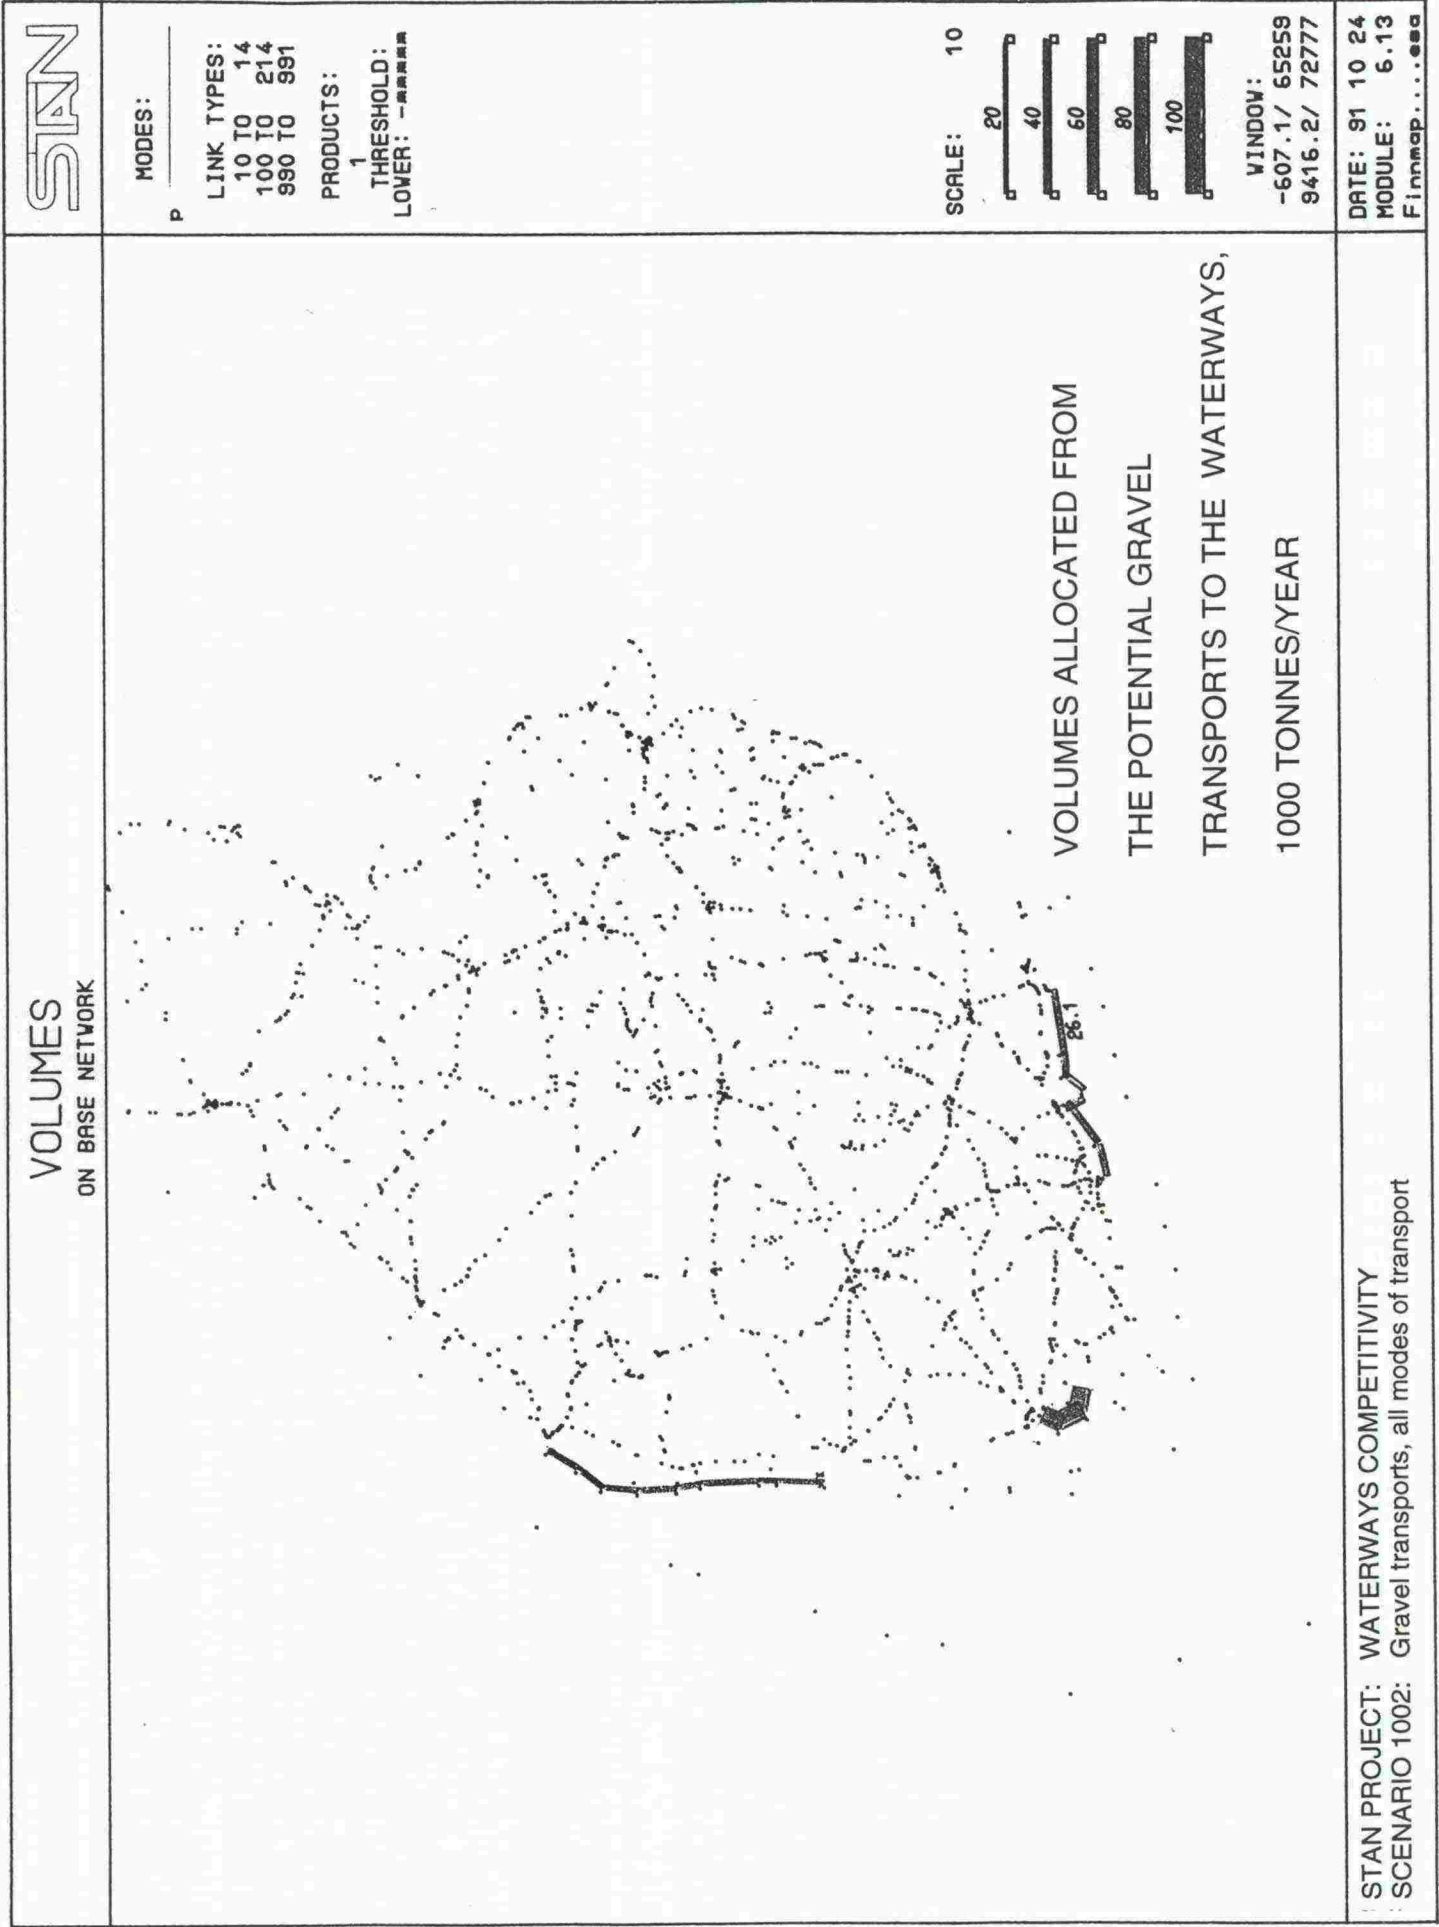 VOLUMES
ON BASE NETWORK
STAN
MODES:
P
LINK TYPES:
10 TO 14
100 TO 214
990 TO 991
PRODUCTS:
1
THRESHOLD:
LOWER: -*****
SCALE: 10
20
40
60
80
100
WINDOW:
-607.1/ 65259
9416.2/ 72777
26.1
VOLUMES ALLOCATED FROM
THE POTENTIAL GRAVEL
TRANSPORTS TO THE WATERWAYS,
1000 TONNES/YEAR
STAN PROJECT: WATERWAYS COMPETITIVITY
SCENARIO 1002: Gravel transports, all modes of transport
DATE: 91 10 24
MODULE: 6.13
Finnmap....eaa